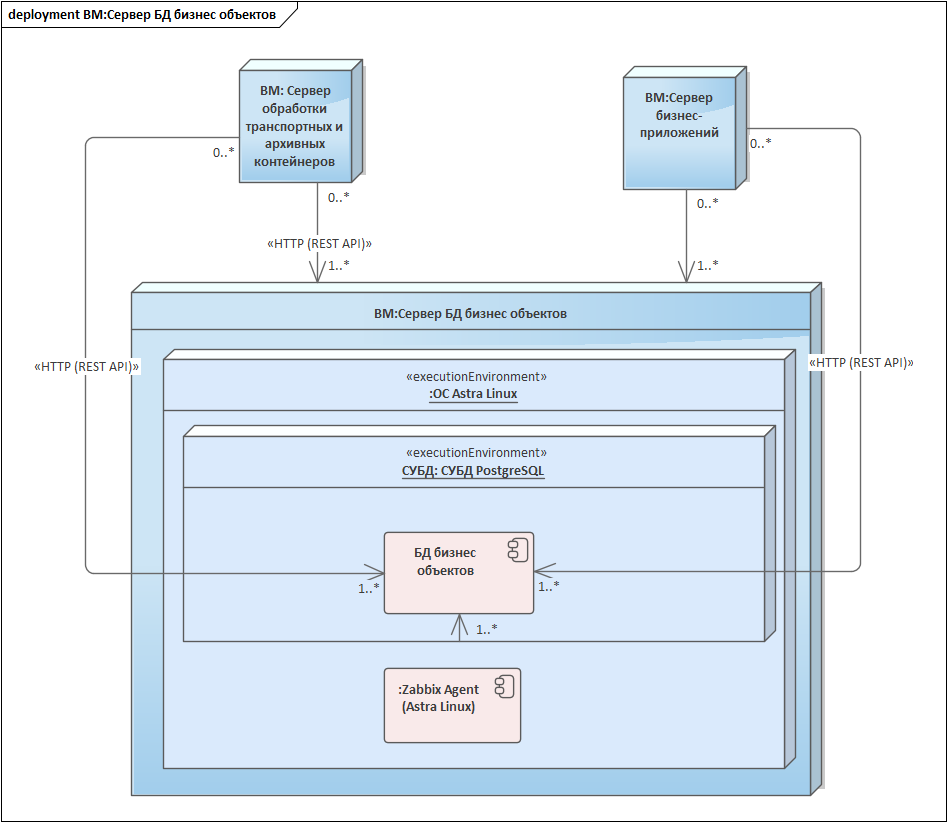 deployment ВМ:Сервер БД бизнес объектов
ВМ: Сервер
обработки
транспортных и
архивных
контейнеров
ВМ:Сервер
бизнес-
приложений
0..*
0..*
0..*
0..*
«HTTP (REST API)»
1..*
1..*
ВМ:Сервер БД бизнес объектов
«HTTP (REST API)»
«HTTP (REST API)»
«executionEnvironment»
:ОС Astra Linux
«executionEnvironment»
СУБД: СУБД PostgreSQL
БД бизнес
объектов
1..*
1..*
1..*
:Zabbix Agent
(Astra Linux)